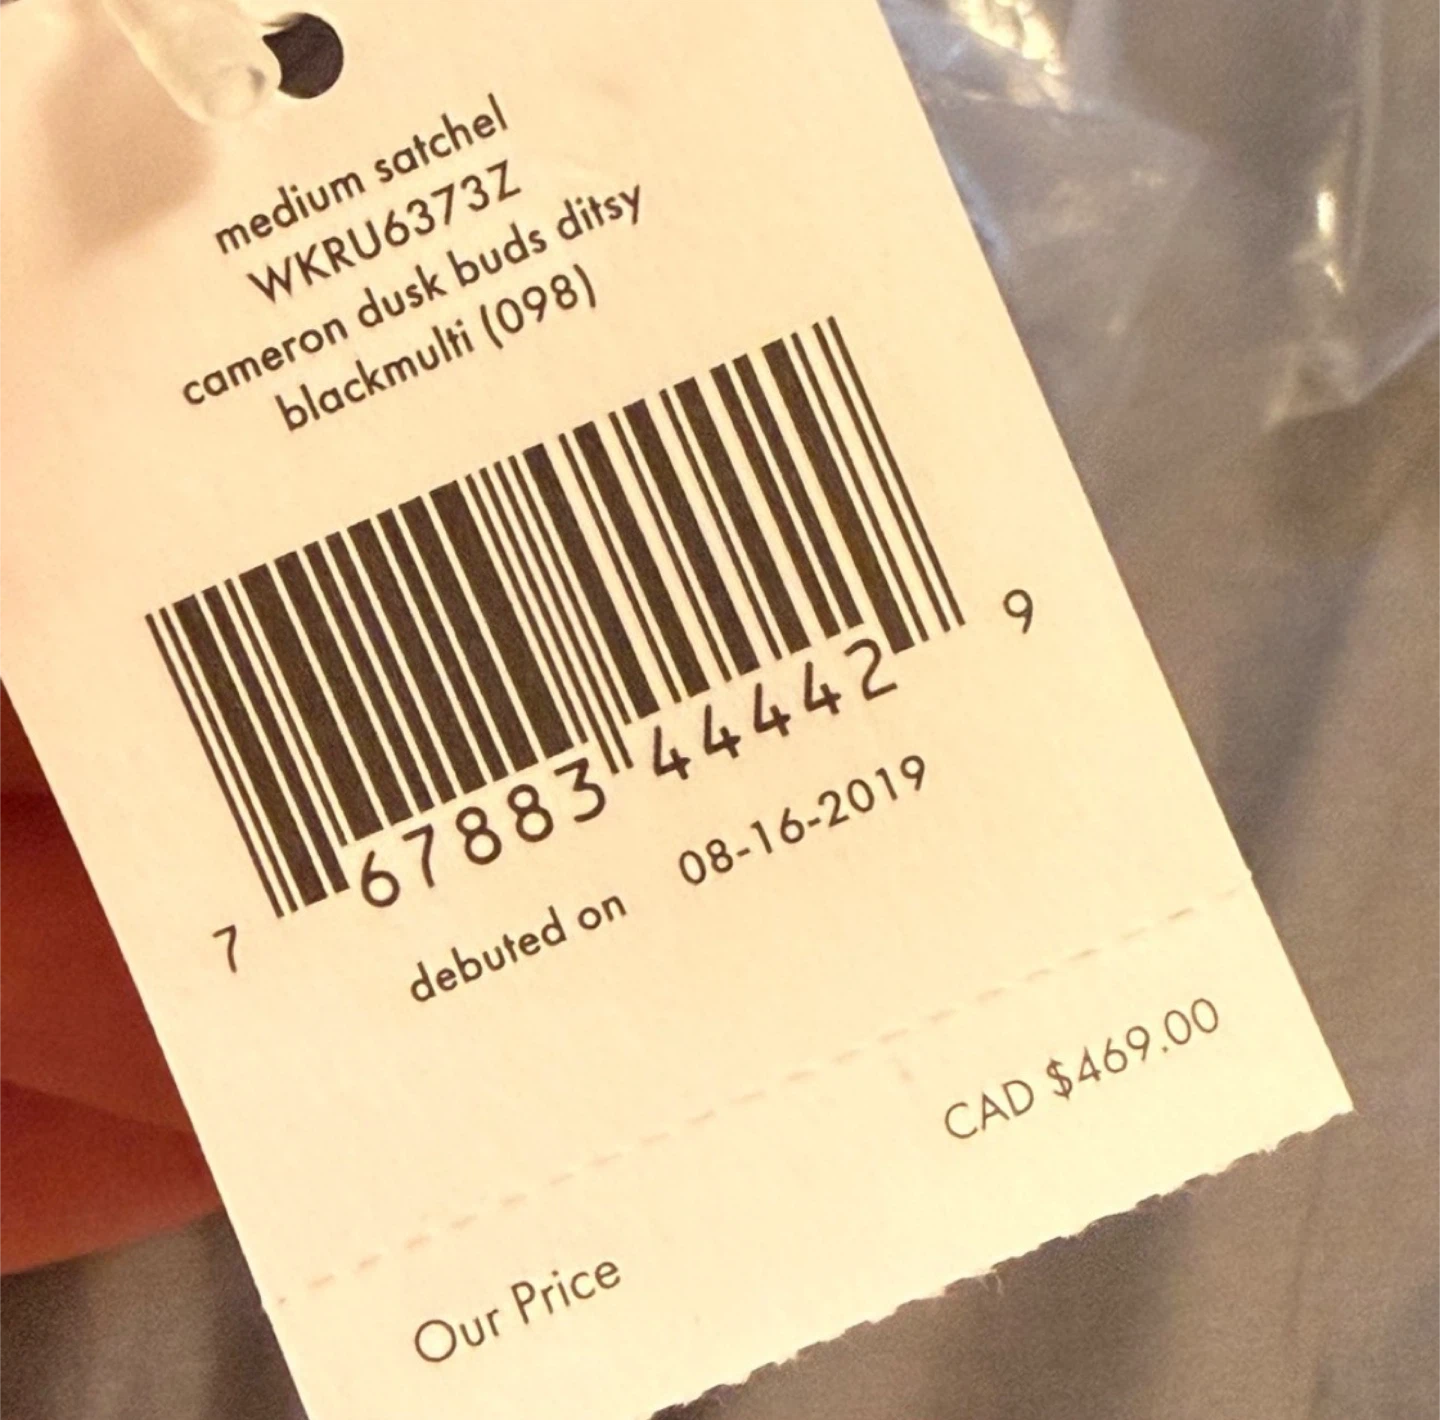 medium satchel
WKRU6373Z
cameron dusk buds ditsy
blackmulti (098)
7 67883 44442 9
debuted on 08-16-2019
CAD $469.00
Our Price